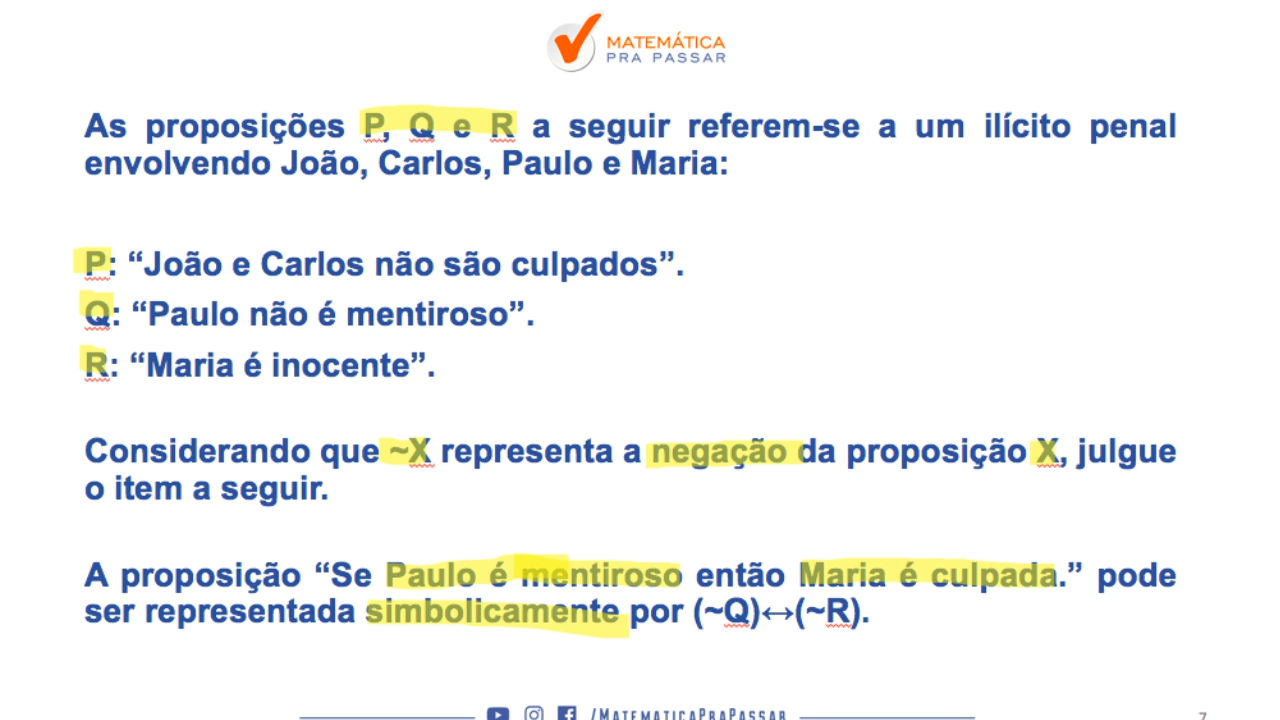 MATEMÁTICA
PRA PASSAR
As proposições P, Q e R a seguir referem-se a um ilícito penal
envolvendo João, Carlos, Paulo e Maria:
P: “João e Carlos não são culpados”.
Q: “Paulo não é mentiroso”.
R: “Maria é inocente”.
Considerando que ~X representa a negação da proposição X, julgue
o item a seguir.
A proposição “Se Paulo é mentiroso então Maria é culpada.” pode
ser representada simbolicamente por (~Q)↔(~R).
/MATEMATICAPRAPASSAR
7